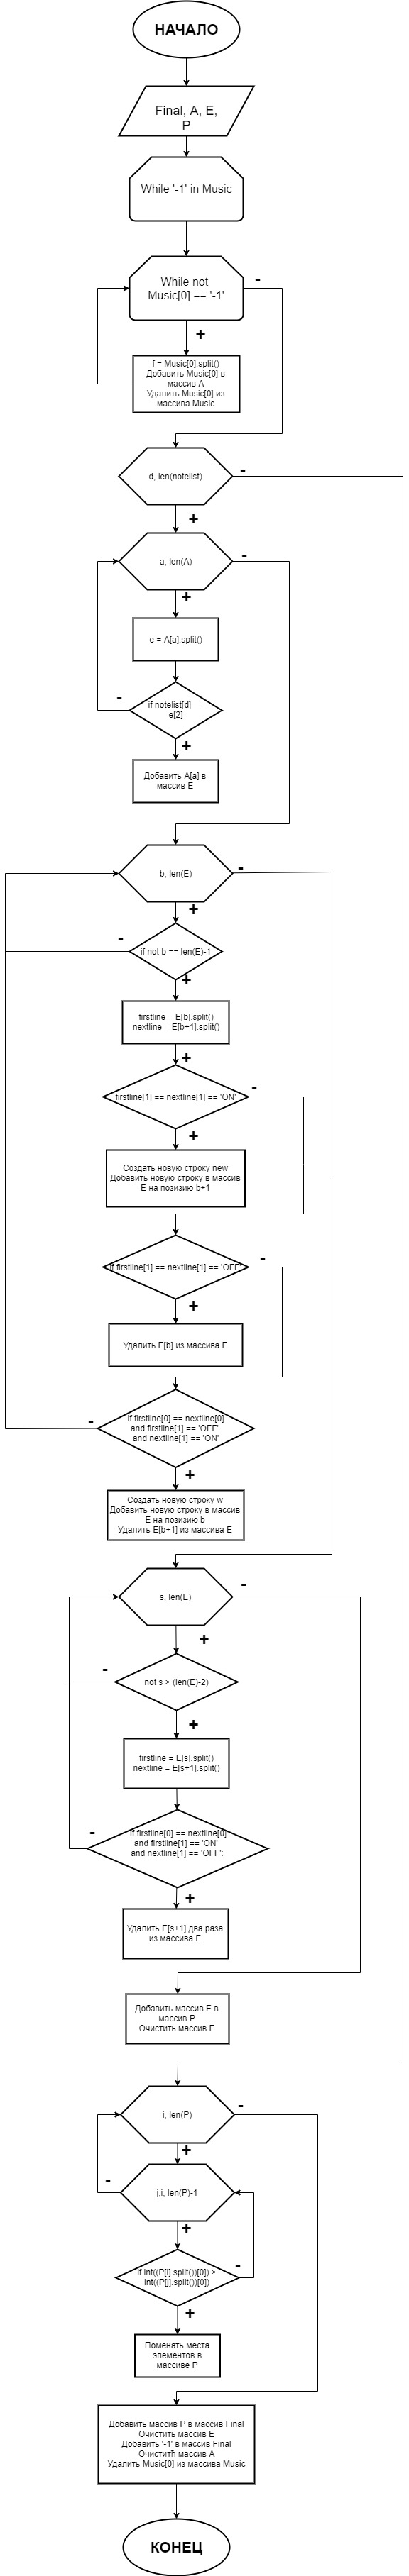 НАЧАЛО
Final, A, E,
P
While '-1' in Music
While not
Music[0] == '-1'
-
+
f = Music[0].split()
Добавить Music[0] в
массив A
Удалить Music[0] из
массива Music
d, len(notelist)
-
+
a, len(A)
-
+
e = A[a].split()
if notelist[d] ==
e[2]
-
+
Добавить A[a] в
массив E
b, len(E)
-
+
if not b == len(E)-1
-
+
firstline = E[b].split()
nextline = E[b+1].split()
+
firstline[1] == nextline[1] == 'ON'
-
+
Создать новую строку new
Добавить новую строку в массив
E на позизию b+1
if firstline[1] == nextline[1] == 'OFF'
-
+
Удалить E[b] из массива E
if firstline[0] == nextline[0]
and firstline[1] == 'OFF'
and nextline[1] == 'ON'
-
+
Создать новую строку w
Добавить новую строку в массив
E на позизию b
Удалить E[b+1] из массива E
s, len(E)
-
+
not s > (len(E)-2)
-
+
firstline = E[s].split()
nextline = E[s+1].split()
if firstline[0] == nextline[0]
and firstline[1] == 'ON'
and nextline[1] == 'OFF':
-
+
Удалить E[s+1] два раза
из массива E
Добавить массив E в
массив P
Очистить массив E
i, len(P)
-
+
j,i, len(P)-1
-
+
if int((P[i].split())[0]) >
int((P[j].split())[0])
-
+
Поменать места
элементов в
массиве P
Добавить массив P в массив Final
Очистить массив E
Добавить '-1' в массив Final
Очиститћ массив A
Удалить Music[0] из массива Music
КОНЕЦ